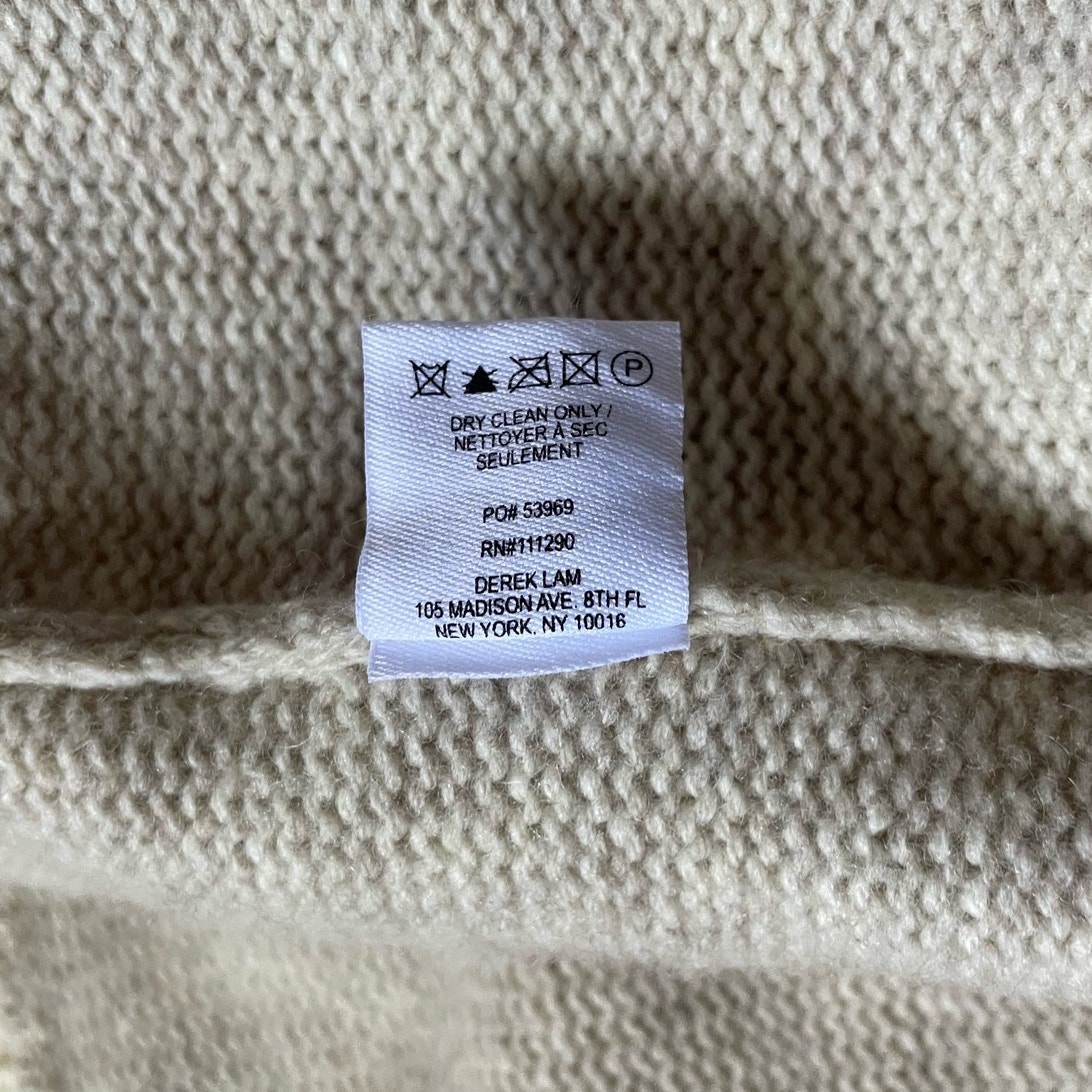 P
DRY CLEAN ONLY /
NETTOYER A SEC
SEULEMENT
PO# 53969
RN#111290
DEREK LAM
105 MADISON AVE. 8TH FL
NEW YORK, NY 10016